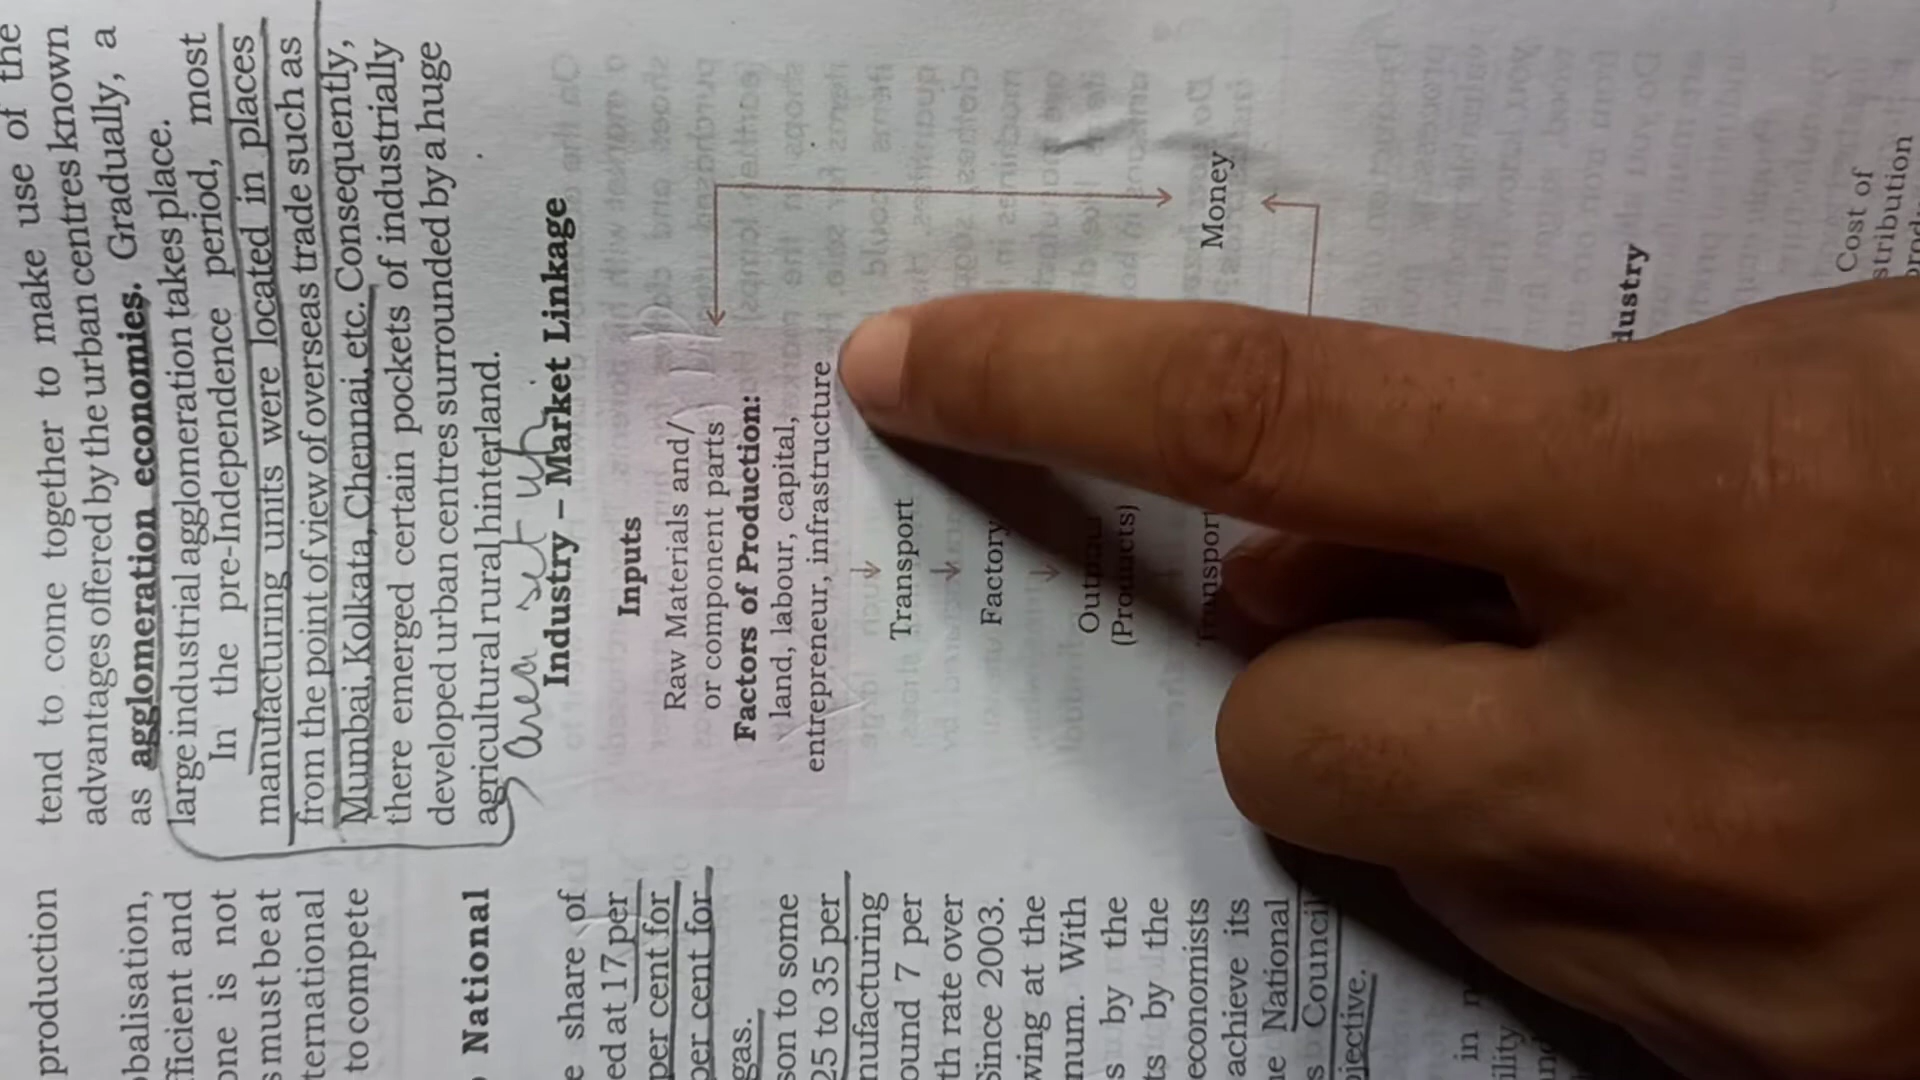 production
obalisation,
fficient and
one is not
s must be at
ternational
to compete
National
e share of
ed at 17 per
per cent for
per cent for
gas.
son to some
25 to 35 per
nufacturing
ound 7 per
th rate over
Since 2003.
wing at the
num. With
s by the
ts by the
economists
achieve its
ne National
s Council
bjective.
tend to come together to make use of the
advantages offered by the urban centres known
as agglomeration economies. Gradually, a
large industrial agglomeration takes place.
In the pre-Independence period, most
manufacturing units were located in places
from the point of view of overseas trade such as
Mumbai, Kolkata, Chennai, etc. Consequently,
there emerged certain pockets of industrially
developed urban centres surrounded by a huge
agricultural rural hinterland.
area set up
Industry – Market Linkage
Inputs
Raw Materials and/
or component parts
Factors of Production:
land, labour, capital,
entrepreneur, infrastructure
Transport
Factory
Output
(Products)
Transport
Money
dustry
Cost of
stribution